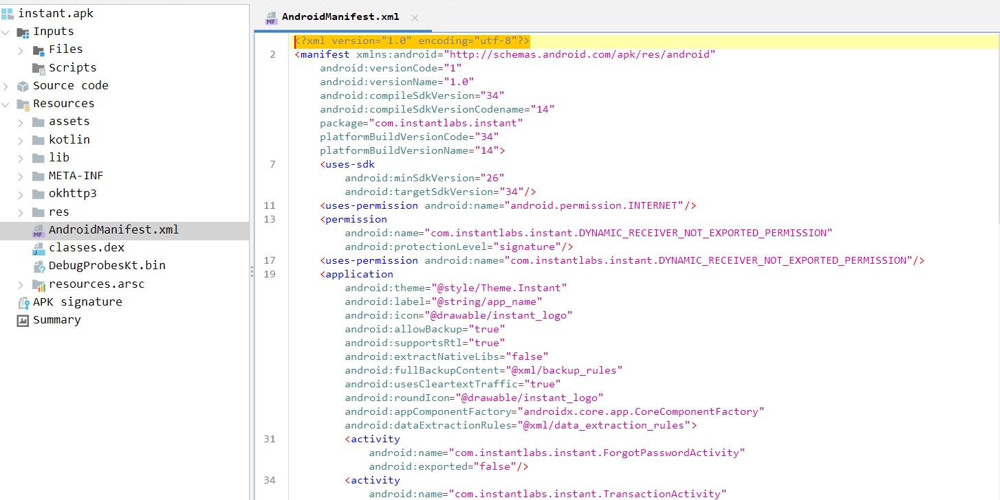 instant.apk
Inputs
Files
Scripts
Source code
Resources
assets
kotlin
lib
META-INF
okhttp3
res
AndroidManifest.xml
classes.dex
DebugProbesKt.bin
resources.arsc
APK signature
Summary
AndroidManifest.xml
<?xml version="1.0" encoding="utf-8"?>
2 <manifest xmlns:android="http://schemas.android.com/apk/res/android"
android:versionCode="1"
android:versionName="1.0"
android:compileSdkVersion="34"
android:compileSdkVersionCodename="14"
package="com.instantlabs.instant"
platformBuildVersionCode="34"
platformBuildVersionName="14">
7 <uses-sdk
android:minSdkVersion="26"
android:targetSdkVersion="34"/>
11 <uses-permission android:name="android.permission.INTERNET"/>
13 <permission
android:name="com.instantlabs.instant.DYNAMIC_RECEIVER_NOT_EXPORTED_PERMISSION"
android:protectionLevel="signature"/>
17 <uses-permission android:name="com.instantlabs.instant.DYNAMIC_RECEIVER_NOT_EXPORTED_PERMISSION"/>
19 <application
android:theme="@style/Theme.Instant"
android:label="@string/app_name"
android:icon="@drawable/instant_logo"
android:allowBackup="true"
android:supportsRtl="true"
android:extractNativeLibs="false"
android:fullBackupContent="@xml/backup_rules"
android:usesCleartextTraffic="true"
android:roundIcon="@drawable/instant_logo"
android:appComponentFactory="androidx.core.app.CoreComponentFactory"
android:dataExtractionRules="@xml/data_extraction_rules">
31 <activity
android:name="com.instantlabs.instant.ForgotPasswordActivity"
android:exported="false"/>
34 <activity
android:name="com.instantlabs.instant.TransactionActivity"